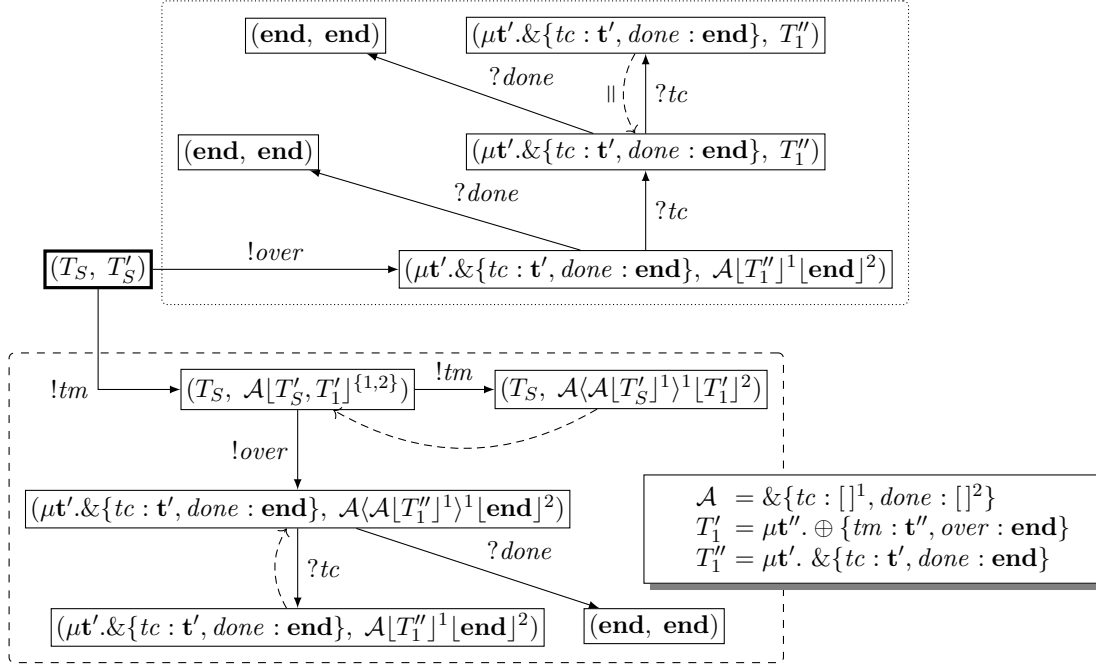 (end, end)
(μt′.&{tc : t′, done : end}, T₁″)
?done
=
?tc
(end, end)
(μt′.&{tc : t′, done : end}, T₁″)
?done
?tc
(T_S, T′_S)
!over
(μt′.&{tc : t′, done : end}, 𝒜⌊T₁″⌋¹⌊end⌋²)
!tm
(T_S, 𝒜⌊T′_S, T′₁⌋^{1,2})
!tm
(T_S, 𝒜⟨𝒜⌊T′_S⌋¹⟩¹⌊T′₁⌋²)
!over
(μt′.&{tc : t′, done : end}, 𝒜⟨𝒜⌊T₁″⌋¹⟩¹⌊end⌋²)
?tc
?done
(μt′.&{tc : t′, done : end}, 𝒜⌊T₁″⌋¹⌊end⌋²)
(end, end)
𝒜 = &{tc : [ ]¹, done : [ ]²}
T′₁ = μt″. ⊕ {tm : t″, over : end}
T₁″ = μt′. &{tc : t′, done : end}